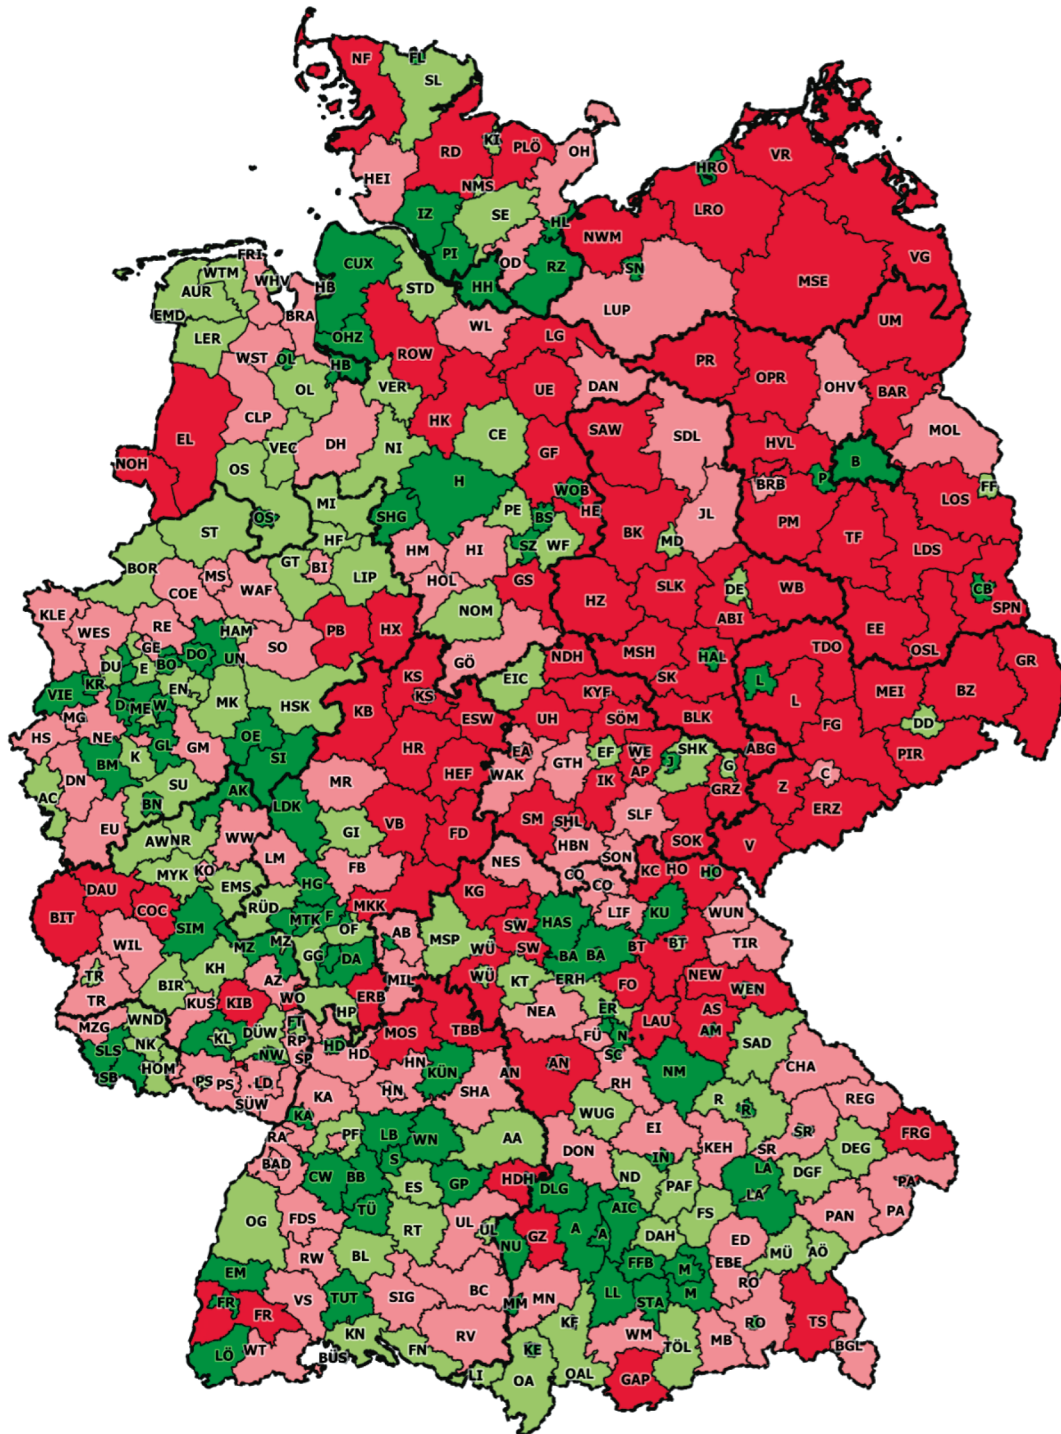 NF
FL
SL
RD
KI
PLÖ
OH
HEI
NMS
IZ
SE
HL
PI
OD
RZ
HH
HRO
VR
LRO
NWM
SN
MSE
VG
LUP
UM
CUX
HB
STD
FRI
WTM
WHV
AUR
EMD
BRA
LER
WST
OL
OHZ
HB
ROW
WL
LG
OL
VER
CLP
DH
NI
HK
UE
DAN
CE
GF
EL
NOH
VEC
OS
H
WOB
HE
PE
BS
SZ
WF
SHG
MI
OS
ST
HF
HM
HI
HOL
GS
NOM
GÖ
PR
OPR
OHV
BAR
MOL
HVL
B
P
BRB
PM
TF
LOS
FF
LDS
CB
SPN
EE
OSL
SAW
SDL
JL
BK
MD
HZ
SLK
DE
ABI
WB
MSH
HAL
SK
BLK
BOR
GT
BI
LIP
MS
COE
WAF
KLE
WES
RE
GE
HAM
DU
E
BO
DO
UN
SO
PB
HX
KR
VIE
EN
D
ME
W
MK
HSK
MG
NE
HS
BM
K
GL
GM
OE
SI
DN
AC
BN
SU
EU
NDH
EIC
KYF
UH
SÖM
KS
KS
KB
ESW
HR
HEF
MR
EA
WAK
GTH
EF
WE
AP
IK
J
SHK
G
GRZ
ABG
SM
SHL
HBN
SLF
SON
SOK
TDO
L
L
MEI
BZ
GR
DD
FG
PIR
C
Z
ERZ
V
AK
LDK
WW
AW
NR
MYK
KO
EMS
LM
GI
VB
FD
FB
HG
MKK
RÜD
MTK
F
OF
GG
DA
DAU
BIT
COC
SIM
WIL
MZ
MZ
KH
TR
TR
BIR
AZ
WO
KUS
KIB
ERB
HP
WND
MZG
KL
DÜW
FT
RP
NK
SLS
SB
HOM
NW
SP
PS
PS
LD
SÜW
HD
HD
MOS
TBB
HN
HN
KÜN
KA
KA
SHA
AN
NES
CO
CO
KC
HO
HO
KG
LIF
KU
WUN
SW
SW
HAS
BA
BA
BT
BT
TIR
AB
MSP
WÜ
WÜ
MIL
KT
ERH
FO
NEW
WEN
NEA
ER
LAU
AS
AM
FÜ
N
SC
AN
RH
NM
SAD
CHA
WUG
R
R
REG
EI
KEH
SR
SR
DEG
FRG
RA
PF
LB
WN
AA
BAD
S
CW
BB
ES
GP
HDH
TÜ
OG
FDS
RT
UL
UL
RW
BL
EM
VS
TUT
SIG
BC
FR
FR
LÖ
WT
BÜS
KN
RV
FN
DON
IN
ND
PAF
LA
LA
DGF
PA
PA
PAN
DLG
GZ
NU
A
A
AIC
DAH
FS
ED
MÜ
AÖ
FFB
M
M
EBE
RO
MM
MN
LL
STA
KF
WM
TÖL
MB
RO
TS
BGL
KE
OA
OAL
LI
GAP